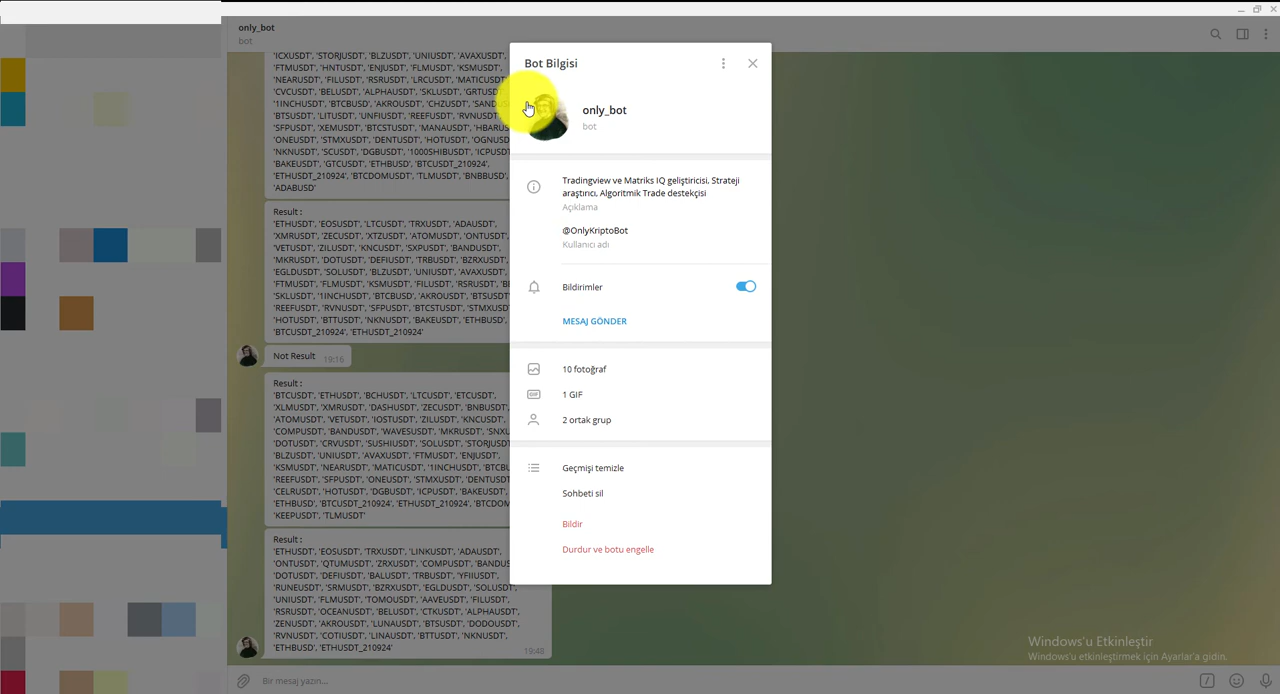 only_bot
bot
'ICXUSDT', 'STORJUSDT', 'BLZUSDT', 'UNIUSDT', 'AVAXUSDT',
'FTMUSDT', 'HNTUSDT', 'ENJUSDT', 'FLMUSDT', 'KSMUSDT',
'NEARUSDT', 'FILUSDT', 'RSRUSDT', 'LRCUSDT', 'MATICUSDT'
'CVCUSDT', 'BELUSDT', 'ALPHAUSDT', 'SKLUSDT', 'GRTUSDT'
'1INCHUSDT', 'BTCBUSD', 'AKROUSDT', 'CHZUSDT',
'BTSUSDT', 'LITUSDT', 'UNFIUSDT', 'REEFUSDT', 'RVNUSDT',
'SFPUSDT', 'XEMUSDT', 'BTCSTUSDT', 'MANAUSDT', 'HBARUS
'ONEUSDT', 'STMXUSDT', 'DENTUSDT', 'HOTUSDT', 'OGNUS
'NKNUSDT', 'SCUSDT', 'DGBUSDT', '1000SHIBUSDT', 'ICPUSDT'
'BAKEUSDT', 'GTCUSDT', 'ETHBUSD', 'BTCUSDT_210924',
'ETHUSDT_210924', 'BTCDOMUSDT', 'TLMUSDT', 'BNBBUSD'
'ADABUSD'
Result :
'ETHUSDT', 'EOSUSDT', 'LTCUSDT', 'TRXUSDT', 'ADAUSDT',
'XMRUSDT', 'ZECUSDT', 'XTZUSDT', 'ATOMUSDT', 'ONTUSDT',
'VETUSDT', 'ZILUSDT', 'KNCUSDT', 'SXPUSDT', 'BANDUSDT',
'MKRUSDT', 'DOTUSDT', 'DEFIUSDT', 'TRBUSDT', 'BZRXUSDT',
'EGLDUSDT', 'SOLUSDT', 'BLZUSDT', 'UNIUSDT', 'AVAXUSDT',
'FTMUSDT', 'FLMUSDT', 'KSMUSDT', 'FILUSDT', 'RSRUSDT', 'BE
'SKLUSDT', '1INCHUSDT', 'BTCBUSD', 'AKROUSDT', 'BTSUSDT'
'REEFUSDT', 'RVNUSDT', 'SFPUSDT', 'BTCSTUSDT', 'STMXUSD
'HOTUSDT', 'BTTUSDT', 'NKNUSDT', 'BAKEUSDT', 'ETHBUSD'
'BTCUSDT_210924', 'ETHUSDT_210924'
Not Result 19:16
Result :
'BTCUSDT', 'ETHUSDT', 'BCHUSDT', 'LTCUSDT', 'ETCUSDT',
'XLMUSDT', 'XMRUSDT', 'DASHUSDT', 'ZECUSDT', 'BNBUSDT',
'ATOMUSDT', 'VETUSDT', 'IOSTUSDT', 'ZILUSDT', 'KNCUSDT',
'COMPUSDT', 'BANDUSDT', 'WAVESUSDT', 'MKRUSDT', 'SNXU
'DOTUSDT', 'CRVUSDT', 'SUSHIUSDT', 'SOLUSDT', 'STORJUSD
'BLZUSDT', 'UNIUSDT', 'AVAXUSDT', 'FTMUSDT', 'ENJUSDT',
'KSMUSDT', 'NEARUSDT', 'MATICUSDT', '1INCHUSDT', 'BTCBU
'REEFUSDT', 'SFPUSDT', 'ONEUSDT', 'STMXUSDT', 'DENTUSDT'
'CELRUSDT', 'HOTUSDT', 'DGBUSDT', 'ICPUSDT', 'BAKEUSDT',
'ETHBUSD', 'BTCUSDT_210924', 'ETHUSDT_210924', 'BTCDOM
'KEEPUSDT', 'TLMUSDT'
Result :
'ETHUSDT', 'EOSUSDT', 'TRXUSDT', 'LINKUSDT', 'ADAUSDT',
'ONTUSDT', 'QTUMUSDT', 'ZRXUSDT', 'COMPUSDT', 'BANDUS
'DOTUSDT', 'DEFIUSDT', 'BALUSDT', 'TRBUSDT', 'YFIIUSDT',
'RUNEUSDT', 'SRMUSDT', 'BZRXUSDT', 'EGLDUSDT', 'SOLUSDT',
'UNIUSDT', 'FLMUSDT', 'TOMOUSDT', 'AAVEUSDT', 'FILUSDT',
'RSRUSDT', 'OCEANUSDT', 'BELUSDT', 'CTKUSDT', 'ALPHAUSDT',
'ZENUSDT', 'AKROUSDT', 'LUNAUSDT', 'BTSUSDT', 'DODOUSDT',
'RVNUSDT', 'COTIUSDT', 'LINAUSDT', 'BTTUSDT', 'NKNUSDT',
'ETHBUSD', 'ETHUSDT_210924'
19:48
Bir mesaj yazın...
Bot Bilgisi
only_bot
bot
Tradingview ve Matriks IQ geliştiricisi, Strateji
araştırıcı, Algoritmik Trade destekçisi
Açıklama
@OnlyKriptoBot
Kullanıcı adı
Bildirimler
MESAJ GÖNDER
10 fotoğraf
GIF
1 GIF
2 ortak grup
Geçmişi temizle
Sohbeti sil
Bildir
Durdur ve botu engelle
Windows'u Etkinleştir
Windows'u etkinleştirmek için Ayarlar'a gidin.